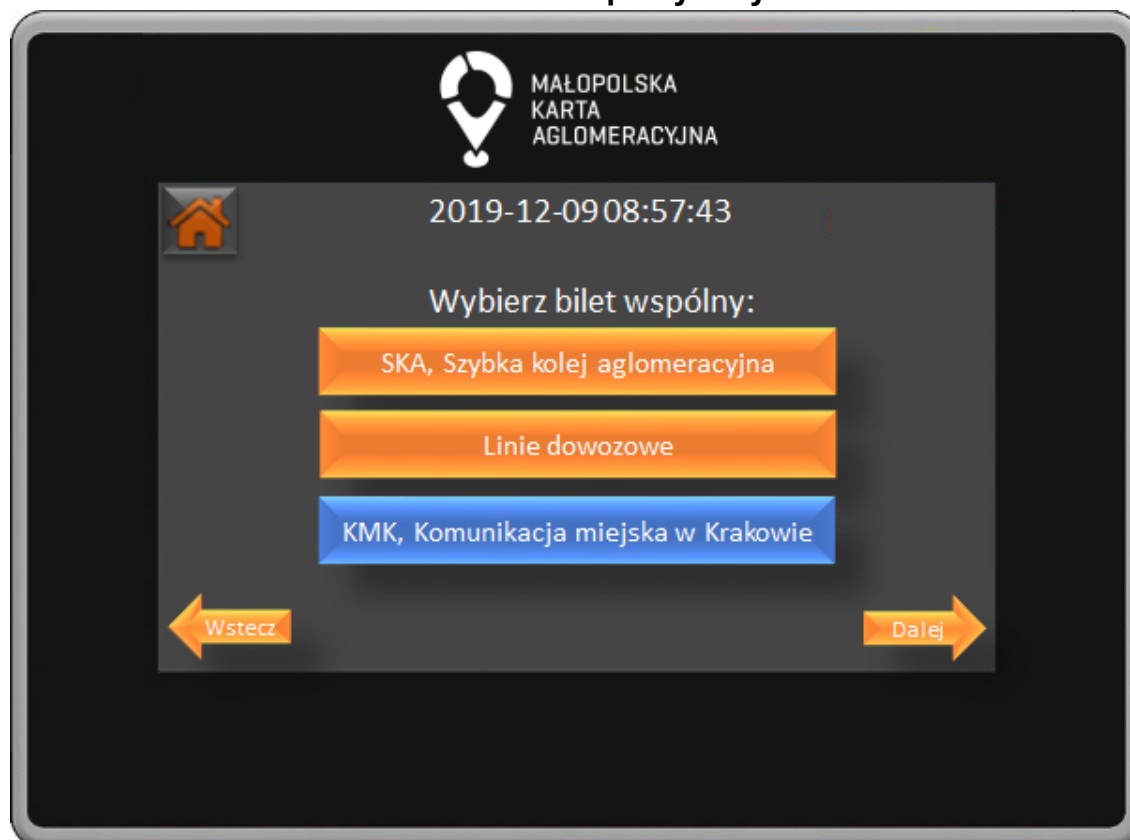 MAŁOPOLSKA
KARTA
AGLOMERACYJNA
2019-12-09 08:57:43
Wybierz bilet wspólny:
SKA, Szybka kolej aglomeracyjna
Linie dowozowe
KMK, Komunikacja miejska w Krakowie
Wstecz
Dalej